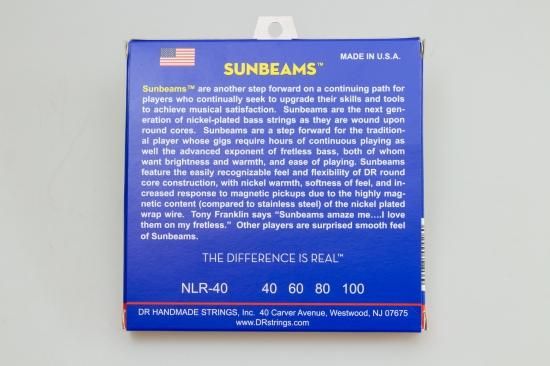 MADE IN U.S.A.
SUNBEAMS™
Sunbeams™ are another step forward on a continuing path for
players who continually seek to upgrade their skills and tools
to achieve musical satisfaction. Sunbeams are the next gen-
eration of nickel-plated bass strings as they are wound upon
round cores. Sunbeams are a step forward for the tradition-
al player whose gigs require hours of continuous playing as
well the advanced exponent of fretless bass, both of whom
want brightness and warmth, and ease of playing. Sunbeams
feature the easily recognizable feel and flexibility of DR round
core construction, with nickel warmth, softness of feel, and in-
creased response to magnetic pickups due to the highly mag-
netic content (compared to stainless steel) of the nickel plated
wrap wire. Tony Franklin says "Sunbeams amaze me....I love
them on my fretless." Other players are surprised smooth feel
of Sunbeams.
THE DIFFERENCE IS REAL™
NLR-40 40 60 80 100
DR HANDMADE STRINGS, Inc. 40 Carver Avenue, Westwood, NJ 07675
www.DRstrings.com